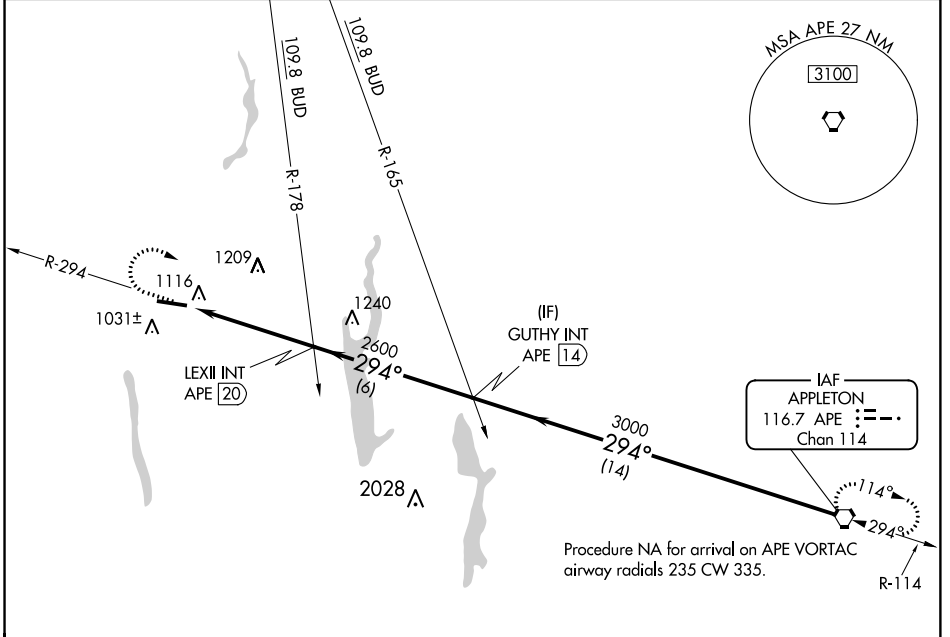 109.8 BUD
109.8 BUD
MSA APE 27 NM
3100
R-178
R-165
R-294
1209
1116
1031±
1240
(IF)
GUTHY INT
APE 14
LEXII INT
APE 20
2600
294°
(6)
3000
294°
(14)
IAF
APPLETON
116.7 APE
Chan 114
2028
114°
294°
R-114
Procedure NA for arrival on APE VORTAC
airway radials 235 CW 335.